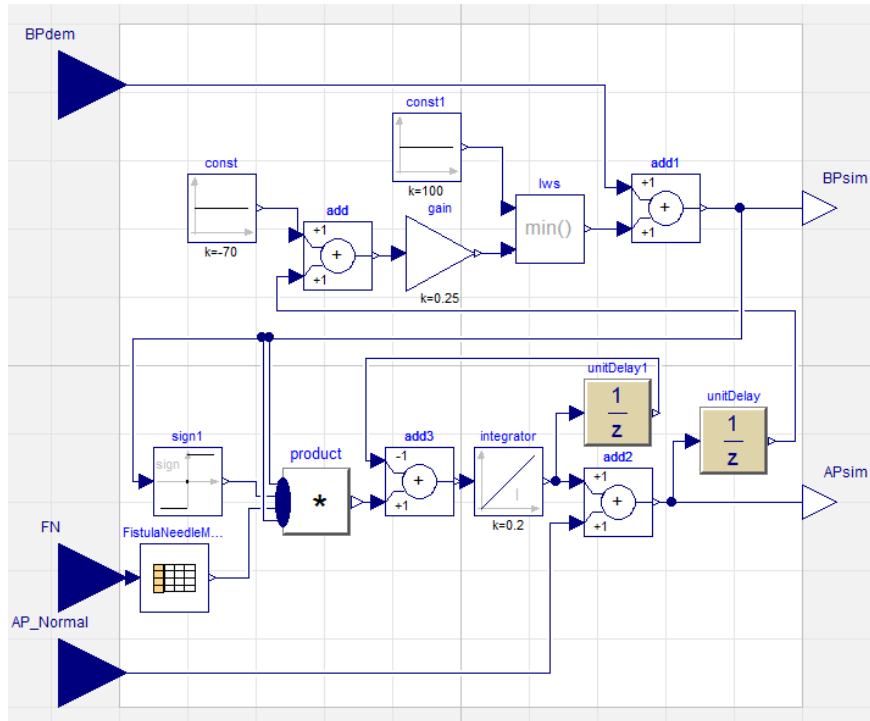 BPdem
const1
k=100
const
k=-70
add
+1
+
+1
gain
k=0.25
lws
min()
add1
+1
+
+1
BPsim
unitDelay1
1
z
unitDelay
1
z
sign1
sign
product
*
add3
-1
+
+1
integrator
I
k=0.2
add2
+1
+
+1
APsim
FN
FistulaNeedleM...
AP_Normal